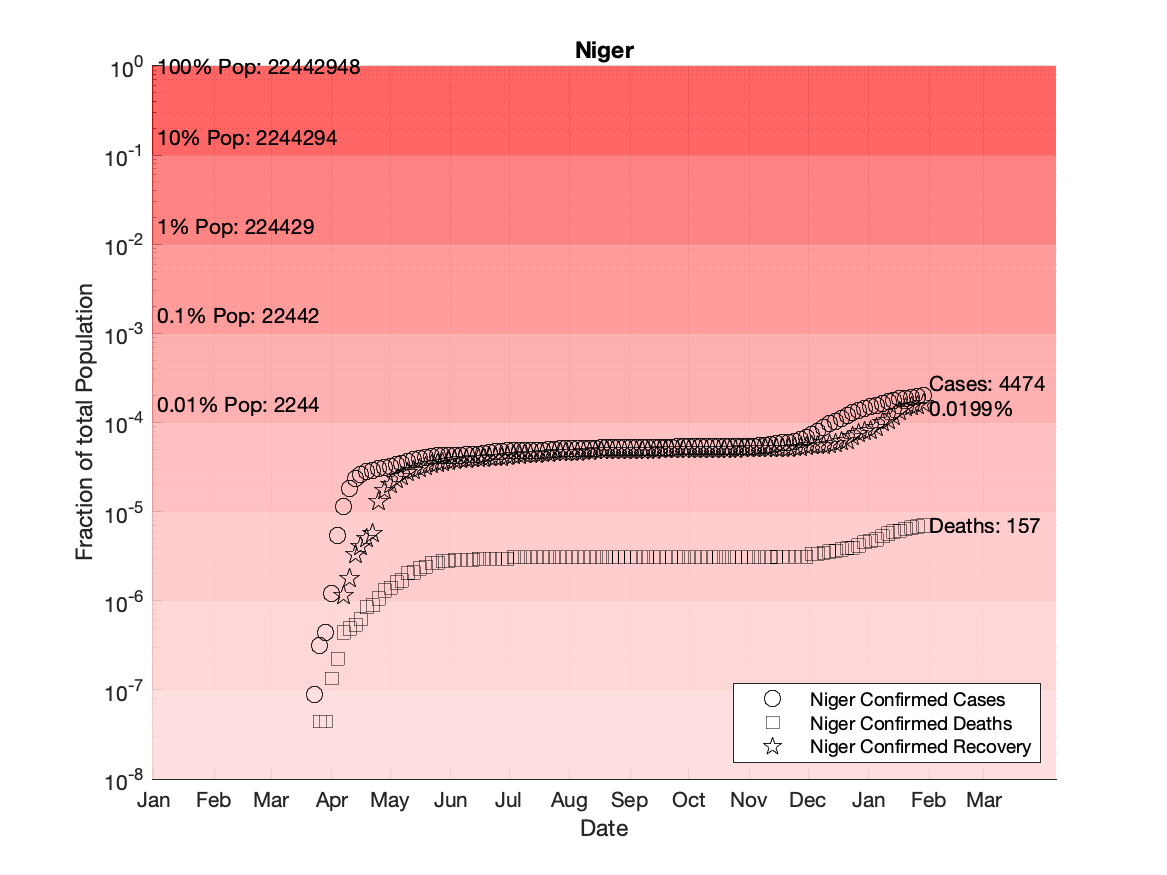 Niger
10^0
100% Pop: 22442948
10% Pop: 2244294
10^-1
1% Pop: 224429
10^-2
0.1% Pop: 22442
10^-3
Cases: 4474
0.01% Pop: 2244
0.0199%
10^-4
10^-5
Deaths: 157
10^-6
10^-7
10^-8
Fraction of total Population
Niger Confirmed Cases
Niger Confirmed Deaths
Niger Confirmed Recovery
Jan Feb Mar Apr May Jun Jul Aug Sep Oct Nov Dec Jan Feb Mar
Date